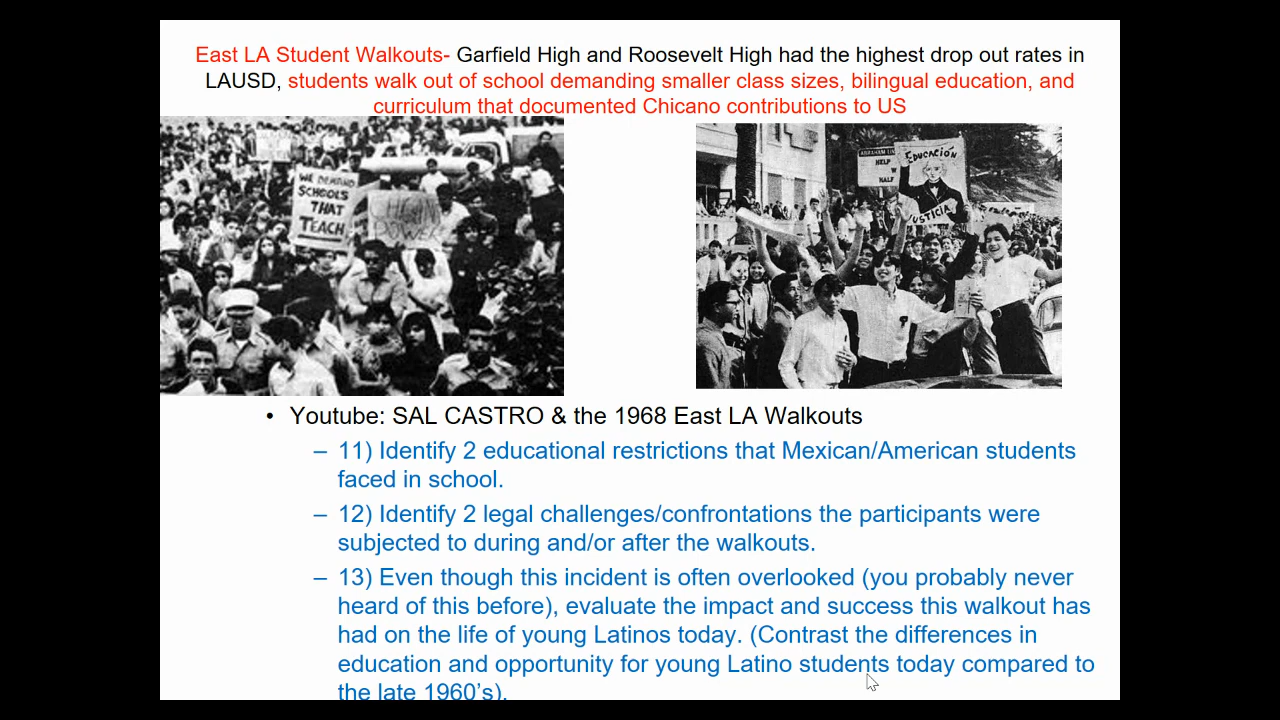 East LA Student Walkouts- Garfield High and Roosevelt High had the highest drop out rates in
LAUSD, students walk out of school demanding smaller class sizes, bilingual education, and
curriculum that documented Chicano contributions to US
WE DEMAND
SCHOOLS
THAT
TEACH
POWER
ABRAHAM
HELP
HALF
EDUCACIÓN
JUSTICIA
• Youtube: SAL CASTRO & the 1968 East LA Walkouts
– 11) Identify 2 educational restrictions that Mexican/American students
faced in school.
– 12) Identify 2 legal challenges/confrontations the participants were
subjected to during and/or after the walkouts.
– 13) Even though this incident is often overlooked (you probably never
heard of this before), evaluate the impact and success this walkout has
had on the life of young Latinos today. (Contrast the differences in
education and opportunity for young Latino students today compared to
the late 1960's).